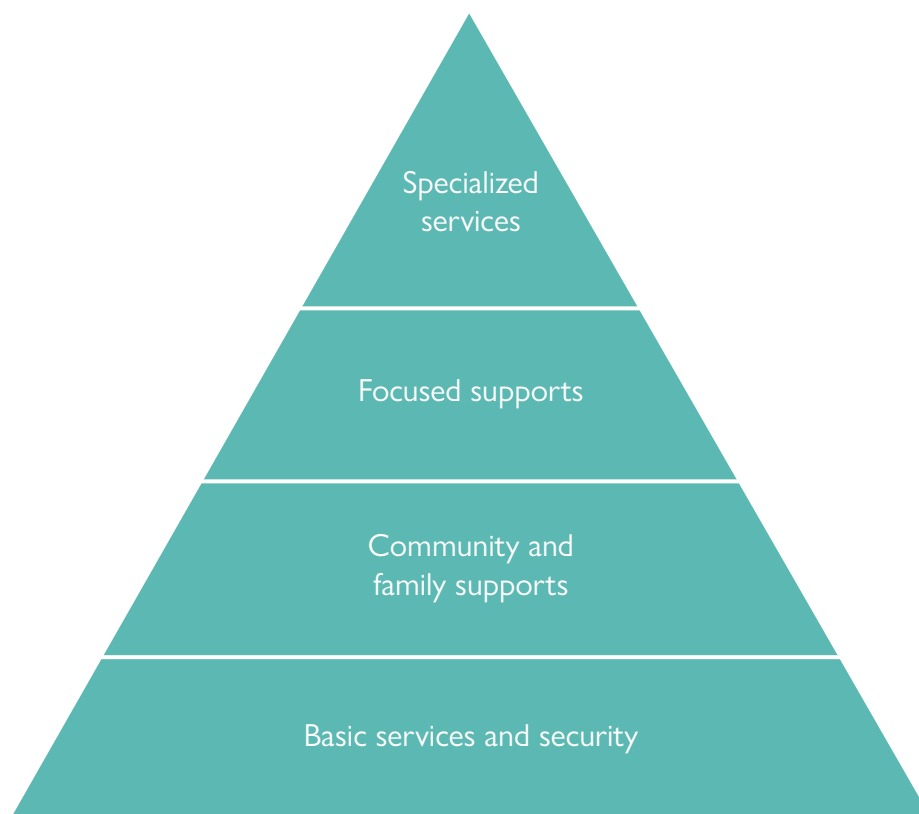 Specialized
services
Focused supports
Community and
family supports
Basic services and security